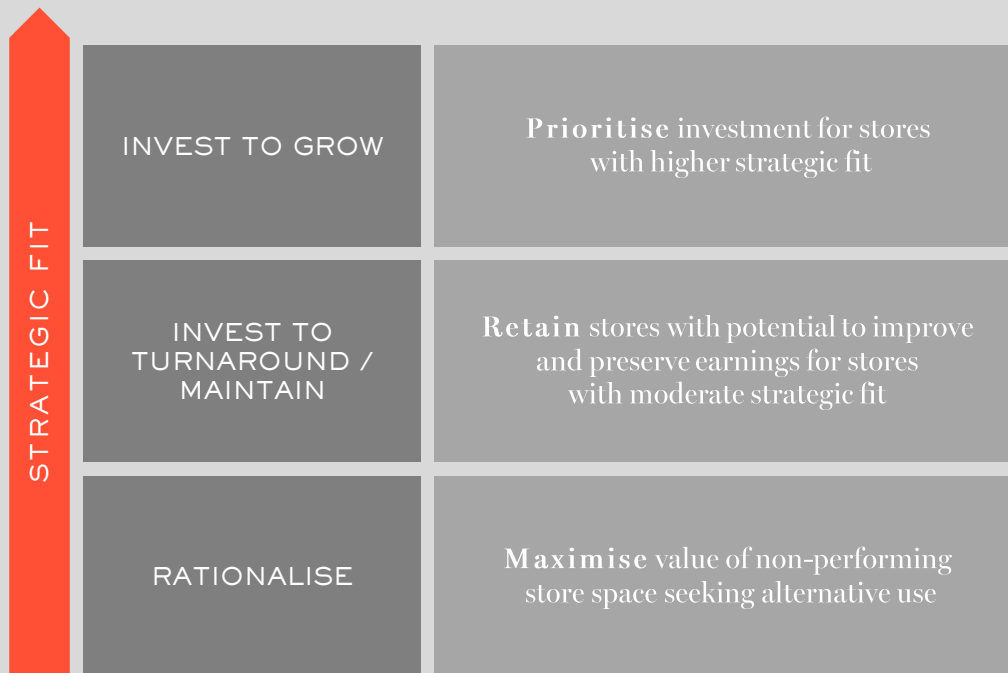 STRATEGIC FIT
INVEST TO GROW
Prioritise investment for stores
with higher strategic fit
INVEST TO
TURNAROUND /
MAINTAIN
Retain stores with potential to improve
and preserve earnings for stores
with moderate strategic fit
RATIONALISE
Maximise value of non-performing
store space seeking alternative use